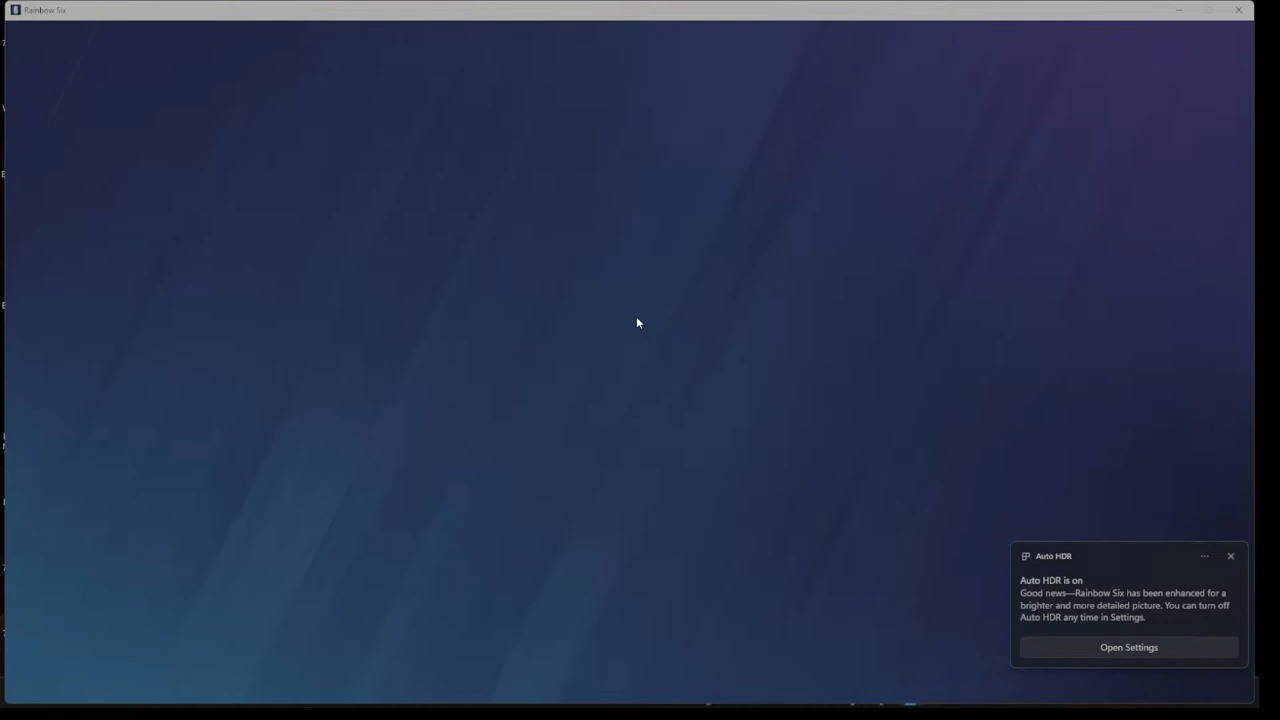 Rainbow Six
Auto HDR
Auto HDR is on
Good news—Rainbow Six has been enhanced for a
brighter and more detailed picture. You can turn off
Auto HDR any time in Settings.
Open Settings